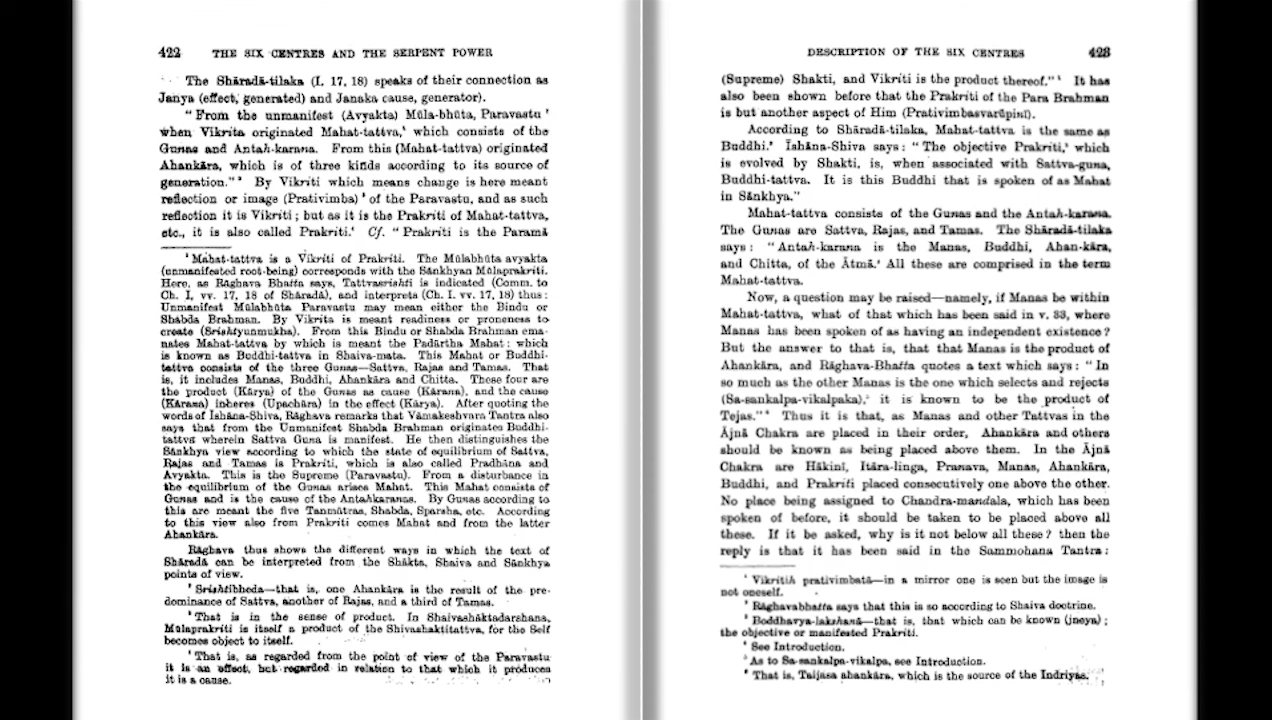 422 THE SIX CENTRES AND THE SERPENT POWER
The Shāradā-tilaka (I. 17, 18) speaks of their connection as
Janya (effect, generated) and Janaka cause, generator).
"From the unmanifest (Avyakta) Mūla-bhūta, Paravastu ¹
when Vikrita originated Mahat-tattva,¹ which consists of the
Gunas and Antah-karana. From this (Mahat-tattva) originated
Ahankāra, which is of three kinds according to its source of
generation." ² By Vikriti which means change is here meant
reflection or image (Prativimba) ³ of the Paravastu, and as such
reflection it is Vikriti; but as it is the Prakriti of Mahat-tattva,
etc., it is also called Prakriti.⁴ Cf. "Prakriti is the Paramā
¹ Mahat-tattva is a Vikriti of Prakriti. The Mūlabhūta avyakta
(unmanifested root-being) corresponds with the Sānkhyan Mūlaprakriti.
Here, as Rāghava Bhatta says, Tattvasrishti is indicated (Comm. to
Ch. I, vv. 17, 18 of Shāradā), and interprets (Ch. I. vv. 17, 18) thus:
Unmanifest Mūlabhūta Paravastu may mean either the Bindu or
Shabda Brahman. By Vikrita is meant readiness or proneness to
create (Srishtyunmukha). From this Bindu or Shabda Brahman ema-
nates Mahat-tattva by which is meant the Padārtha Mahat: which
is known as Buddhi-tattva in Shaiva-mata. This Mahat or Buddhi-
tattva consists of the three Gunas—Sattva, Rajas and Tamas. That
is, it includes Manas, Buddhi, Ahankāra and Chitta. These four are
the product (Kārya) of the Gunas as cause (Kārana), and the cause
(Kārana) inheres (Upachāra) in the effect (Kārya). After quoting the
words of Ishāna-Shiva, Rāghava remarks that Vāmakeshvara Tantra also
says that from the Unmanifest Shabda Brahman originates Buddhi-
tattva wherein Sattva Guna is manifest. He then distinguishes the
Sānkhya view according to which the state of equilibrium of Sattva,
Rajas and Tamas is Prakriti, which is also called Pradhāna and
Avyakta. This is the Supreme (Paravastu). From a disturbance in
the equilibrium of the Gunas arises Mahat. This Mahat consists of
Gunas and is the cause of the Antahkaranas. By Gunas according to
this are meant the five Tanmātras, Shabda, Sparsha, etc. According
to this view also from Prakriti comes Mahat and from the latter
Ahankāra.
Rāghava thus shows the different ways in which the text of
Shāradā can be interpreted from the Shākta, Shaiva and Sānkhya
points of view.
² Srishtibheda—that is, one Ahankāra is the result of the pre-
dominance of Sattva, another of Rajas, and a third of Tamas.
³ That is in the sense of product. In Shaivashāktadarshana,
Mūlaprakriti is itself a product of the Shivashaktitattva, for the Self
becomes object to itself.
⁴ That is, as regarded from the point of view of the Paravastu
it is an effect, but regarded in relation to that which it produces
it is a cause.
DESCRIPTION OF THE SIX CENTRES 423
(Supreme) Shakti, and Vikriti is the product thereof." ¹ It has
also been shown before that the Prakriti of the Para Brahman
is but another aspect of Him (Prativimbasvarūpinī).
According to Shāradā-tilaka, Mahat-tattva is the same as
Buddhi.² Ishāna-Shiva says: "The objective Prakriti,³ which
is evolved by Shakti, is, when associated with Sattva-guna,
Buddhi-tattva. It is this Buddhi that is spoken of as Mahat
in Sānkhya."
Mahat-tattva consists of the Gunas and the Antah-karana.
The Gunas are Sattva, Rajas, and Tamas. The Shāradā-tilaka
says: "Antah-karana is the Manas, Buddhi, Ahan-kāra,
and Chitta, of the Ātmā.⁴ All these are comprised in the term
Mahat-tattva.
Now, a question may be raised—namely, if Manas be within
Mahat-tattva, what of that which has been said in v. 33, where
Manas has been spoken of as having an independent existence?
But the answer to that is, that that Manas is the product of
Ahankāra, and Rāghava-Bhatta quotes a text which says: "In
so much as the other Manas is the one which selects and rejects
(Sa-sankalpa-vikalpaka),⁵ it is known to be the product of
Tejas." ⁶ Thus it is that, as Manas and other Tattvas in the
Ājnā Chakra are placed in their order, Ahankāra and others
should be known as being placed above them. In the Ājnā
Chakra are Hākinī, Itāra-linga, Pranava, Manas, Ahankāra,
Buddhi, and Prakriti placed consecutively one above the other.
No place being assigned to Chandra-mandala, which has been
spoken of before, it should be taken to be placed above all
these. If it be asked, why is it not below all these? then the
reply is that it has been said in the Sammohana Tantra:
¹ Vikritih prativimbatā—in a mirror one is seen but the image is
not oneself.
² Rāghavabhatta says that this is so according to Shaiva doctrine.
³ Boddhavya-lakshanā—that is, that which can be known (jneya);
the objective or manifested Prakriti.
⁴ See Introduction.
⁵ As to Sa-sankalpa-vikalpa, see Introduction.
⁶ That is, Taijasa ahankāra, which is the source of the Indriyas.